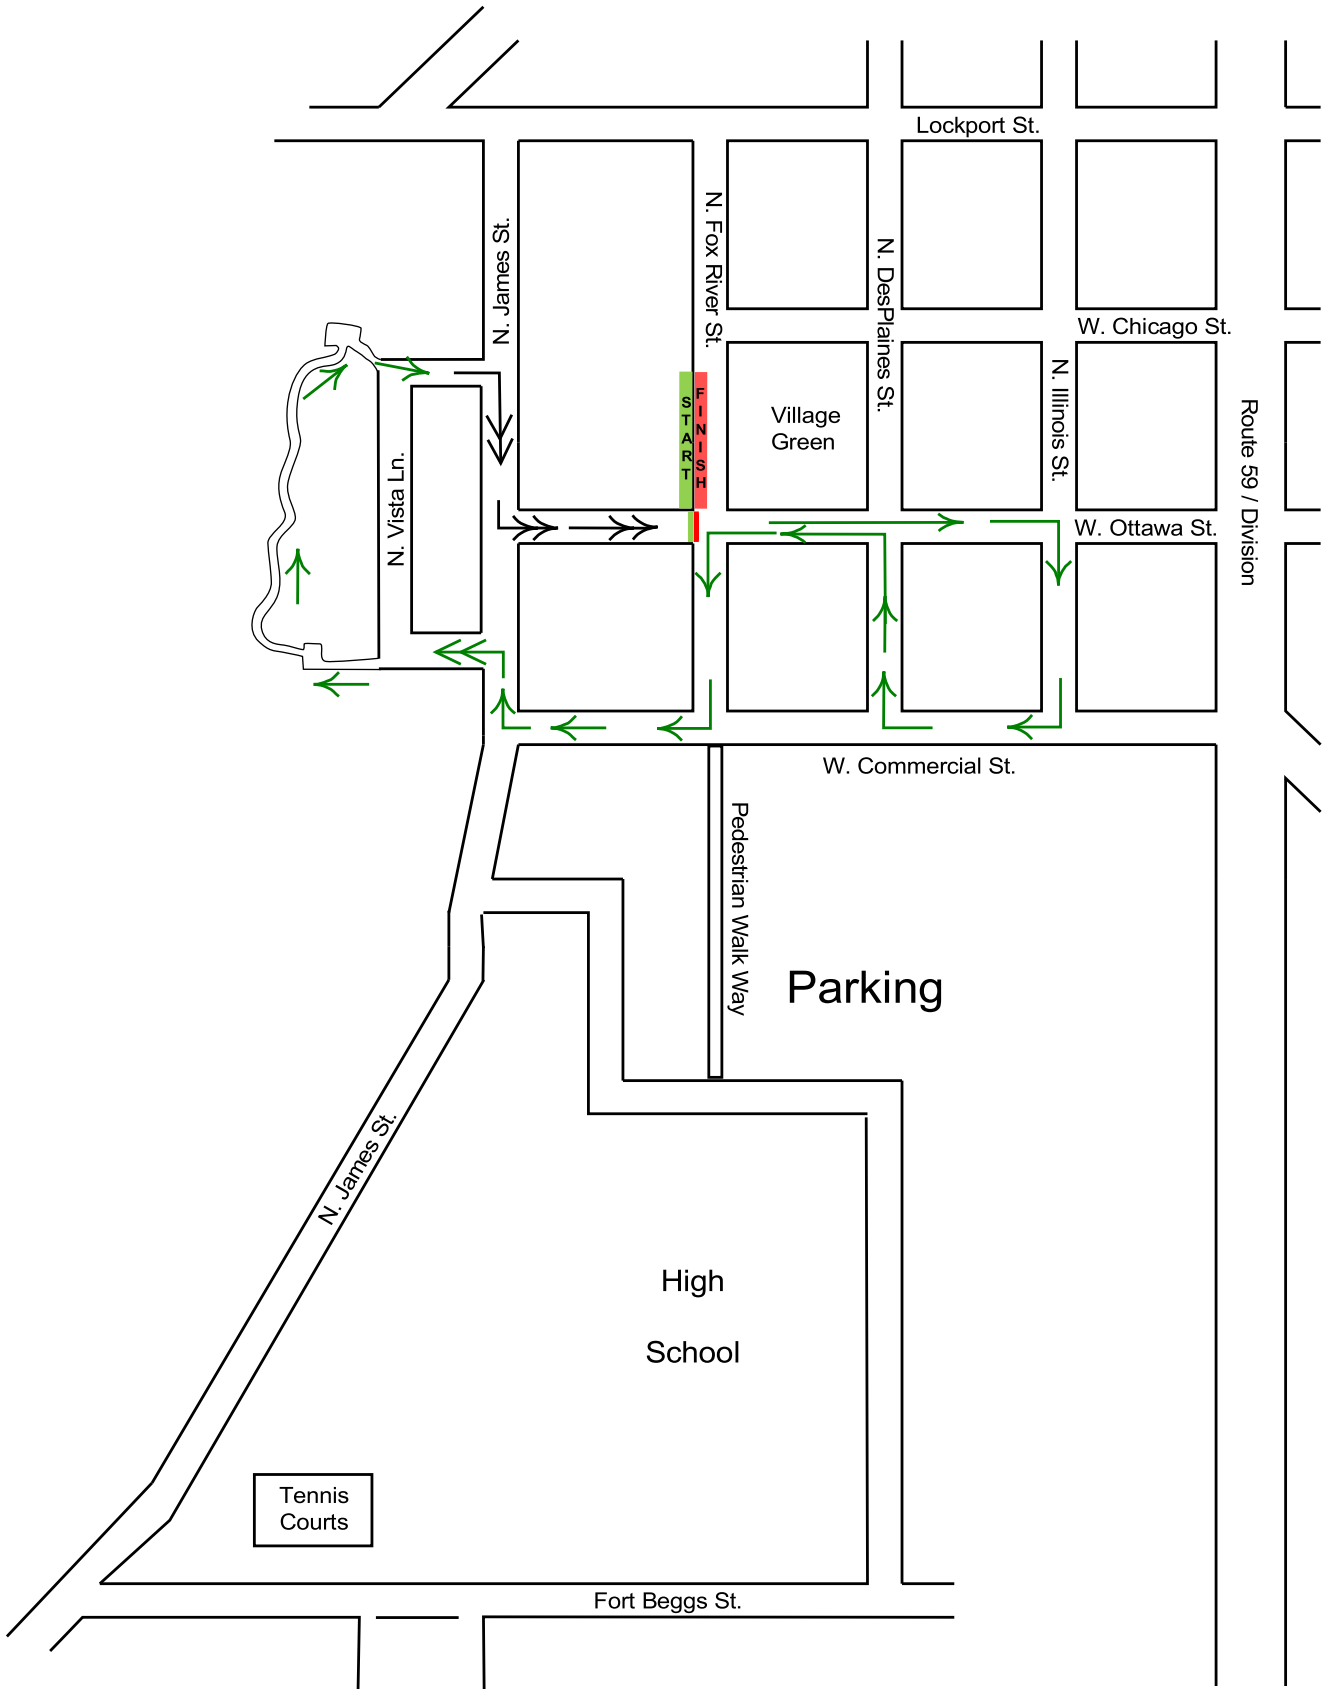 Lockport St.
N. James St.
N. Fox River St.
N. DesPlaines St.
W. Chicago St.
N. Illinois St.
Route 59 / Division
START
FINISH
Village
Green
N. Vista Ln.
W. Ottawa St.
W. Commercial St.
Pedestrian Walk Way
Parking
N. James St.
High
School
Tennis
Courts
Fort Beggs St.